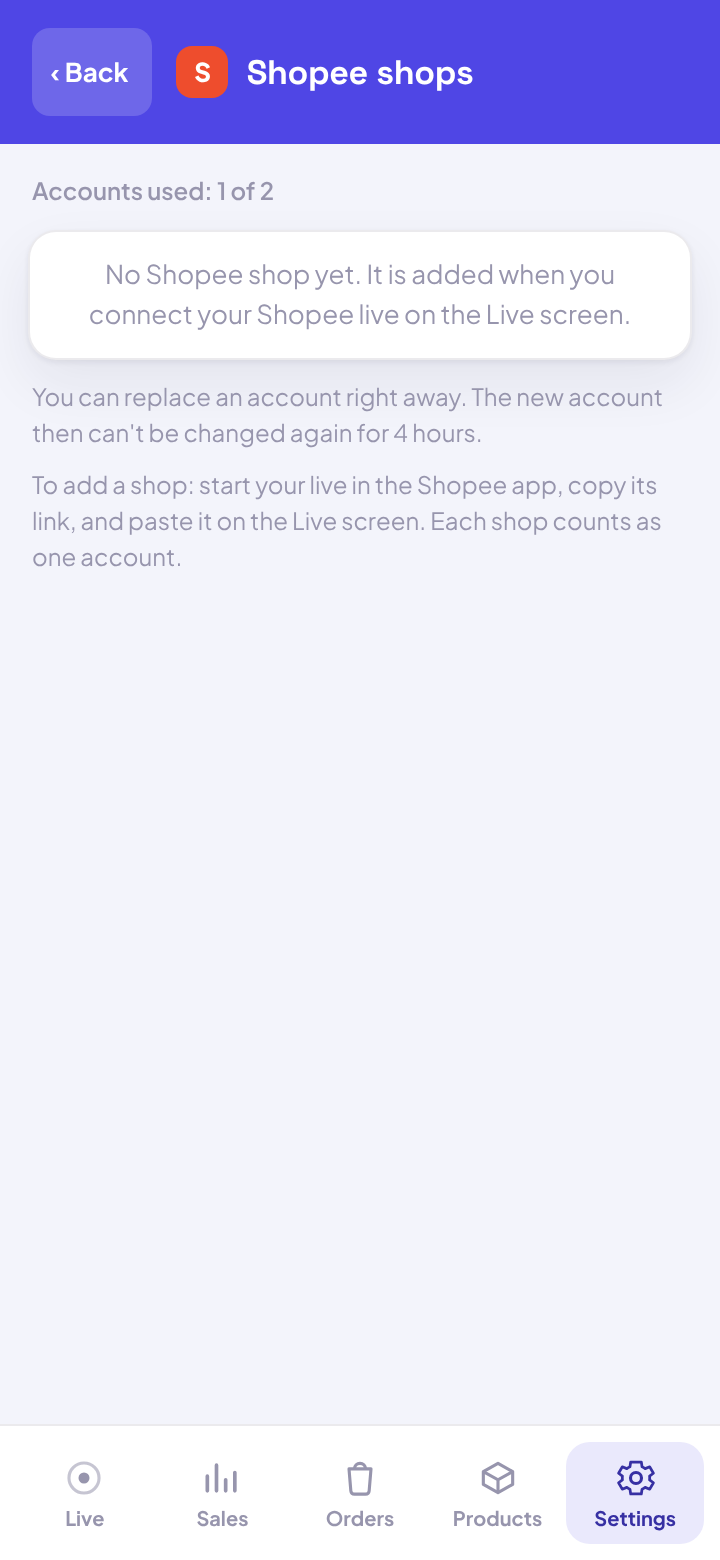 ‹ Back
S
Shopee shops
Accounts used: 1 of 2
No Shopee shop yet. It is added when you
connect your Shopee live on the Live screen.
You can replace an account right away. The new account
then can't be changed again for 4 hours.
To add a shop: start your live in the Shopee app, copy its
link, and paste it on the Live screen. Each shop counts as
one account.
Live
Sales
Orders
Products
Settings